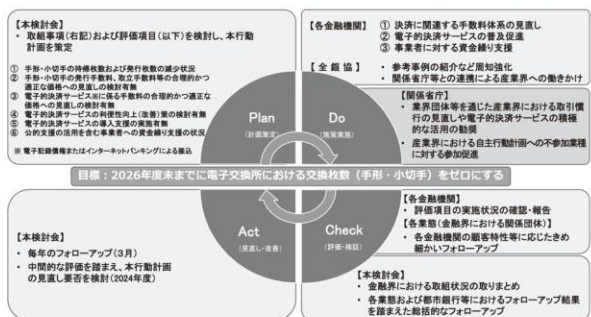 【本検討会】
• 取組事項(右記)および評価項目(以下)を検討し、本行動
計画を策定
① 手形・小切手の持帰枚数および発行枚数の減少状況
② 手形・小切手の発行手数料、取立手数料等の合理的かつ
適正な価格への見直しの検討有無
③ 電子的決済サービス※に係る手数料の合理的かつ適正な
価格への見直しの検討有無
④ 電子的決済サービスの利便性向上(改善)策の検討有無
⑤ 電子的決済サービスの導入支援の実施有無
⑥ 公的支援の活用を含む事業者への資金繰り支援の状況
※ 電子記録債権またはインターネットバンキングによる振込
Plan
(計画策定)
Do
(施策実施)
【各金融機関】
① 決済に関連する手数料体系の見直し
② 電子的決済サービスの普及促進
③ 事業者に対する資金繰り支援
【全銀協】
• 参考事例の紹介など周知強化
• 関係省庁等との連携による産業界への働きかけ
【関係省庁】
• 業界団体等を通じた産業界における取引慣
行の見直しや電子的決済サービスの積極
的な活用の勧奨
• 産業界における自主行動計画への不参加業種
に対する参加促進
目標:2026年度末までに電子交換所における交換枚数(手形・小切手)をゼロにする
【本検討会】
• 毎年のフォローアップ(3月)
• 中間的な評価を踏まえ、本行動計画
の見直し要否を検討(2024年度)
Act
(見直し・改善)
Check
(評価・検証)
【各金融機関】
• 評価項目の実施状況の確認・報告
【各業態(金融界における関係団体)】
• 各金融機関の顧客特性等に応じたきめ
細かいフォローアップ
【本検討会】
• 金融界における取組状況の取りまとめ
• 各業態および都市銀行等におけるフォローアップ結果
を踏まえた総括的なフォローアップ